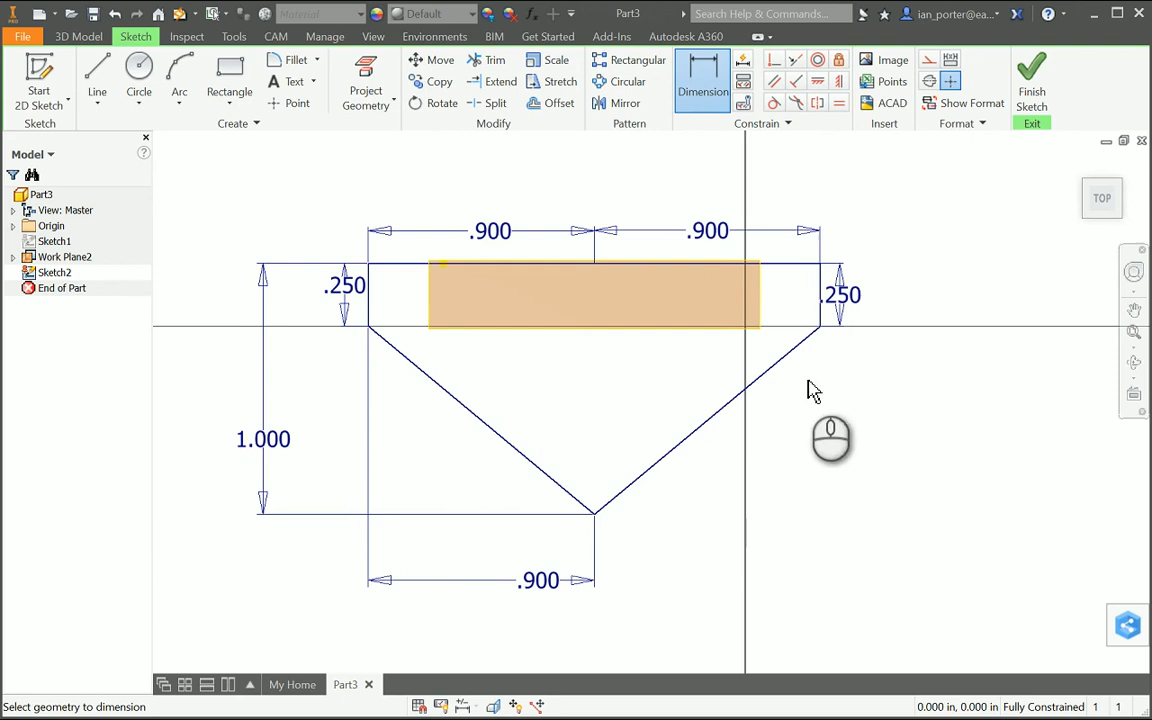 PRO
Material
Default
Part3
Search Help & Commands...
ian_porter@ea...
File
3D Model
Sketch
Inspect
Tools
CAM
Manage
View
Environments
BIM
Get Started
Add-Ins
Autodesk A360
Start
2D Sketch
Line
Circle
Arc
Rectangle
Fillet
Text
Point
Project
Geometry
Move
Copy
Rotate
Trim
Extend
Split
Scale
Stretch
Offset
Rectangular
Circular
Mirror
Dimension
Image
Points
ACAD
Show Format
Finish
Sketch
Sketch
Create
Modify
Pattern
Constrain
Insert
Format
Exit
Model
Part3
View: Master
Origin
Sketch1
Work Plane2
Sketch2
End of Part
TOP
.900
.900
.250
.250
1.000
.900
My Home
Part3
Select geometry to dimension
0.000 in, 0.000 in
Fully Constrained
1
1